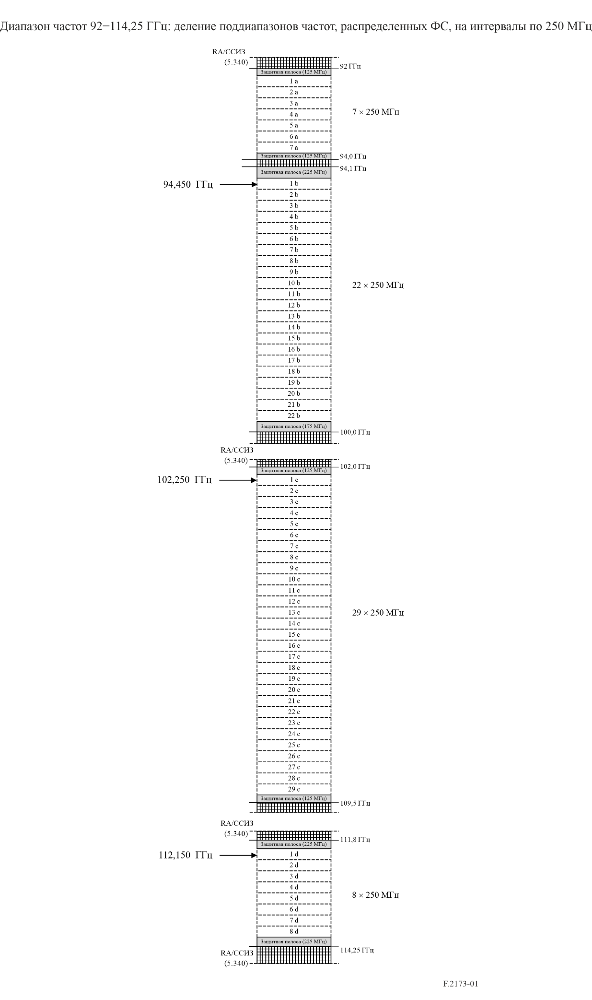 Диапазон частот 92−114,25 ГГц: деление поддиапазонов частот, распределенных ФС, на интервалы по 250 МГц
RA/ССИЗ
(5.340)
92 ГГц
Защитная полоса (125 МГц)
1 a
2 a
3 a
4 a
7 × 250 МГц
5 a
6 a
7 a
Защитная полоса (125 МГц)
94,0 ГГц
94,1 ГГц
Защитная полоса (225 МГц)
94,450 ГГц
1 b
2 b
3 b
4 b
5 b
6 b
7 b
8 b
9 b
10 b
22 × 250 МГц
11 b
12 b
13 b
14 b
15 b
16 b
17 b
18 b
19 b
20 b
21 b
22 b
Защитная полоса (175 МГц)
100,0 ГГц
RA/ССИЗ
(5.340)
102,0 ГГц
Защитная полоса (125 МГц)
102,250 ГГц
1 c
2 c
3 c
4 c
5 c
6 c
7 c
8 c
9 c
10 c
11 c
12 c
13 c
29 × 250 МГц
14 c
15 c
16 c
17 c
18 c
19 c
20 c
21 c
22 c
23 c
24 c
25 c
26 c
27 c
28 c
29 c
Защитная полоса (125 МГц)
109,5 ГГц
RA/ССИЗ
(5.340)
111,8 ГГц
Защитная полоса (225 МГц)
112,150 ГГц
1 d
2 d
3 d
4 d
8 × 250 МГц
5 d
6 d
7 d
8 d
Защитная полоса (225 МГц)
114,25 ГГц
RA/ССИЗ
(5.340)
F.2173-01